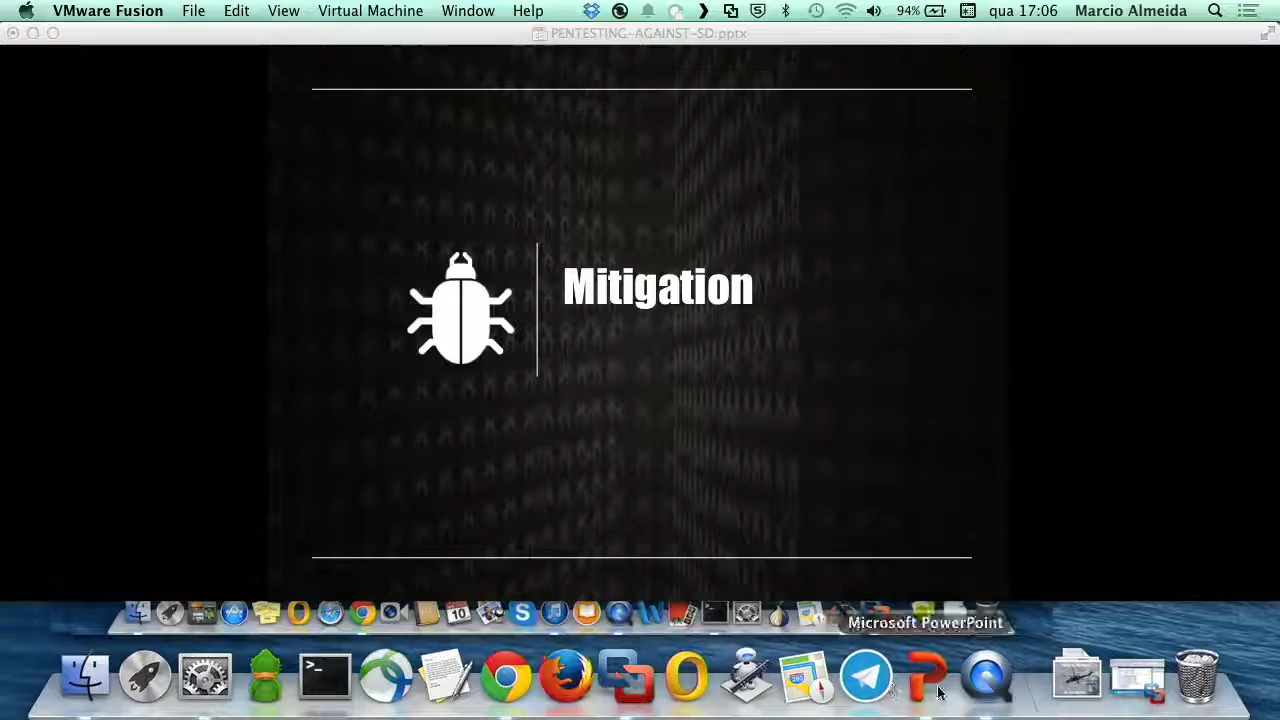 VMware Fusion File Edit View Virtual Machine Window Help 94% qua 17:06 Marcio Almeida
PENTESTING-AGAINST-SD.pptx
Mitigation
Microsoft PowerPoint